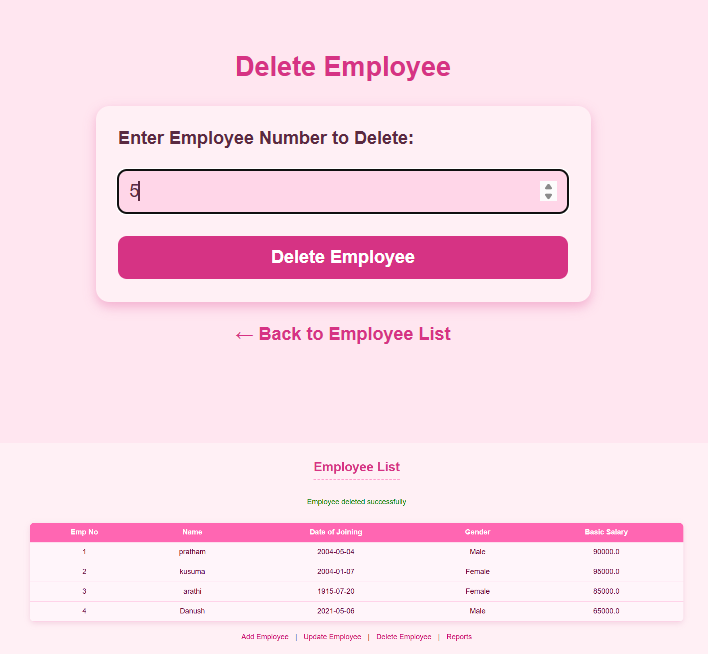 Delete Employee
Enter Employee Number to Delete:
5
Delete Employee
← Back to Employee List
Employee List
Employee deleted successfully
Emp No Name Date of Joining Gender Basic Salary
1 pratham 2004-05-04 Male 90000.0
2 kusuma 2004-01-07 Female 95000.0
3 arathi 1915-07-20 Female 85000.0
4 Danush 2021-05-06 Male 65000.0
Add Employee | Update Employee | Delete Employee | Reports